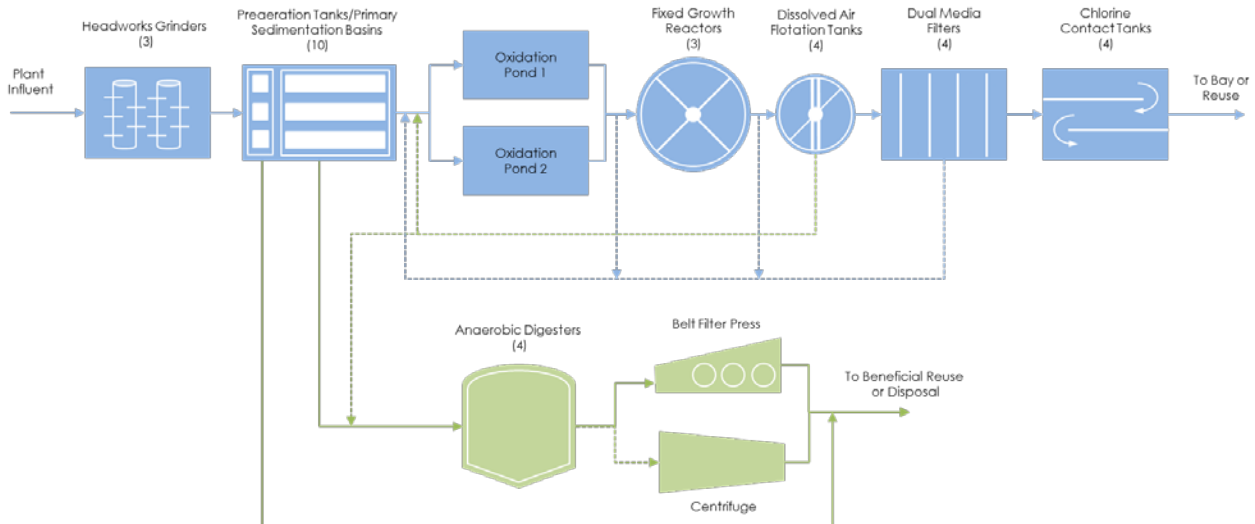 Headworks Grinders
(3)
Preaeration Tanks/Primary
Sedimentation Basins
(10)
Fixed Growth
Reactors
(3)
Dissolved Air
Flotation Tanks
(4)
Dual Media
Filters
(4)
Chlorine
Contact Tanks
(4)
Plant
Influent
Oxidation
Pond 1
Oxidation
Pond 2
To Bay or
Reuse
Anaerobic Digesters
(4)
Belt Filter Press
Centrifuge
To Beneficial Reuse
or Disposal